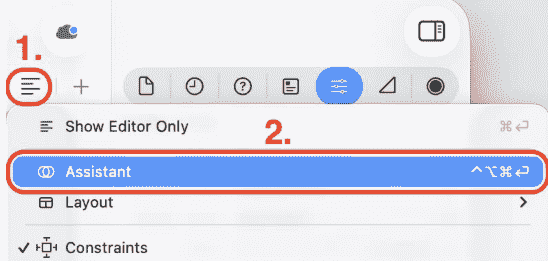 1.
2.
Show Editor Only ⌘↩
Assistant ^⌥⌘↩
Layout
Constraints